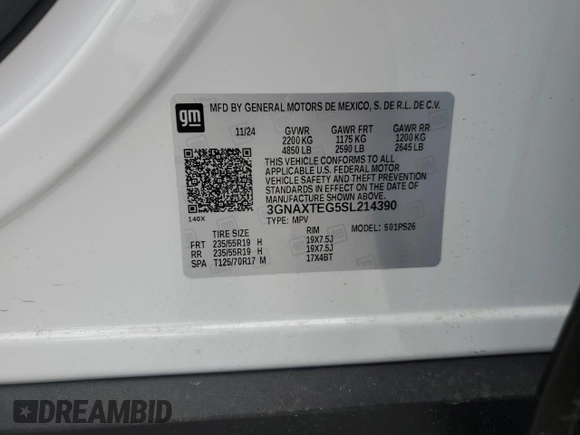 gm
MFD BY GENERAL MOTORS DE MEXICO, S. DE R.L. DE C.V.
11/24 GVWR GAWR FRT GAWR RR
2200 KG 1175 KG 1200 KG
4850 LB 2590 LB 2645 LB
THIS VEHICLE CONFORMS TO ALL
APPLICABLE U.S. FEDERAL MOTOR
VEHICLE SAFETY AND THEFT PREVENTION
STANDARDS IN EFFECT ON THE DATE OF
MANUFACTURE SHOWN ABOVE.
3GNAXTEG5SL214390
140X
TYPE: MPV MODEL: 501PS26
TIRE SIZE RIM
FRT 235/55R19 H 19X7.5J
RR 235/55R19 H 19X7.5J
SPA T125/70R17 M 17X4BT
DREAMBID